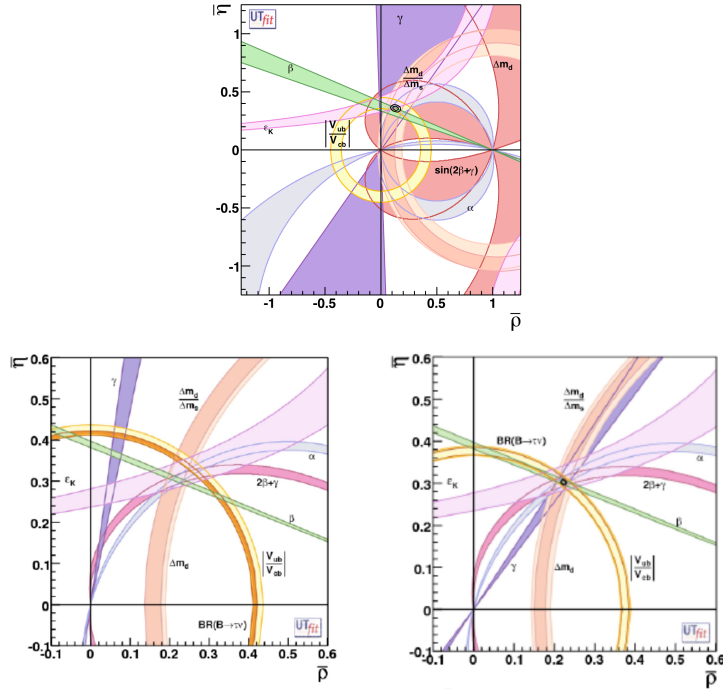 η̅
UTfit
γ
Δm_d
Δm_d
Δm_s
β
ε_K
|V_ub
V_cb|
sin(2β+γ)
α
1
0.5
0
-0.5
-1
-1
-0.5
0
0.5
1
ρ̅
η̅
0.6
0.5
0.4
0.3
0.2
0.1
0
-0.1
γ
Δm_d
Δm_s
α
ε_K
2β+γ
β
Δm_d
|V_ub
V_cb|
BR(B→τν)
UTfit
-0.1
0
0.1
0.2
0.3
0.4
0.5
0.6
ρ̅
η̅
0.6
0.5
0.4
0.3
0.2
0.1
0
-0.1
Δm_d
Δm_s
BR(B→τν)
α
ε_K
2β+γ
β
γ
Δm_d
|V_ub
V_cb|
UTfit
-0.1
0
0.1
0.2
0.3
0.4
0.5
0.6
ρ̅